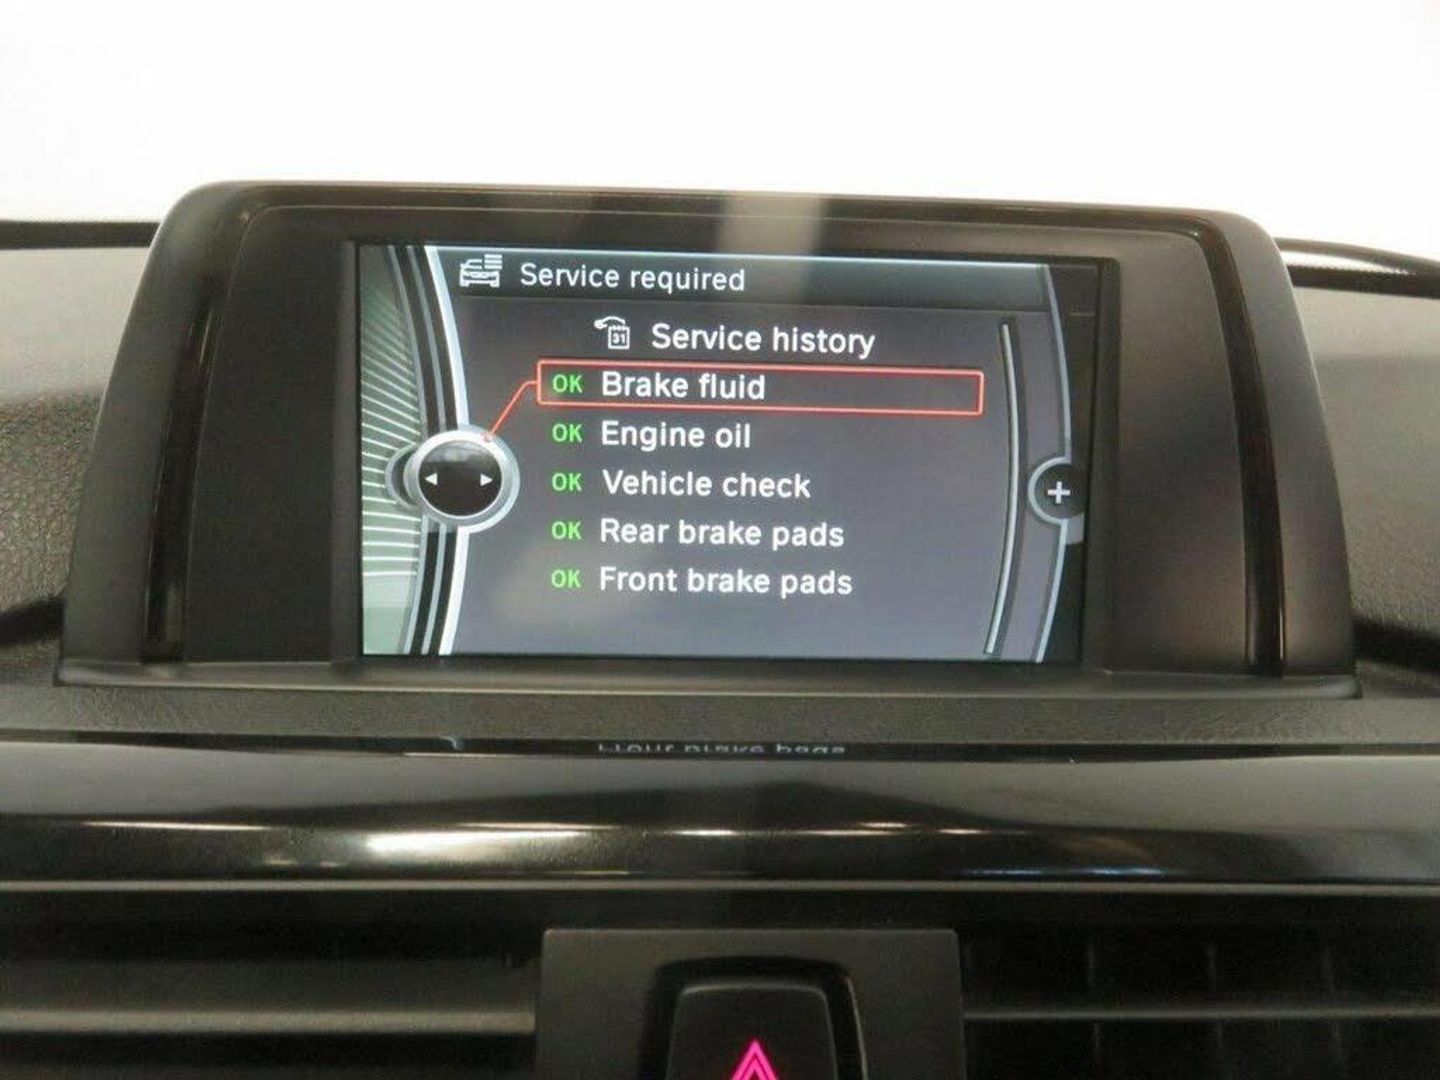 Service required
31 Service history
OK Brake fluid
OK Engine oil
OK Vehicle check
OK Rear brake pads
OK Front brake pads
+